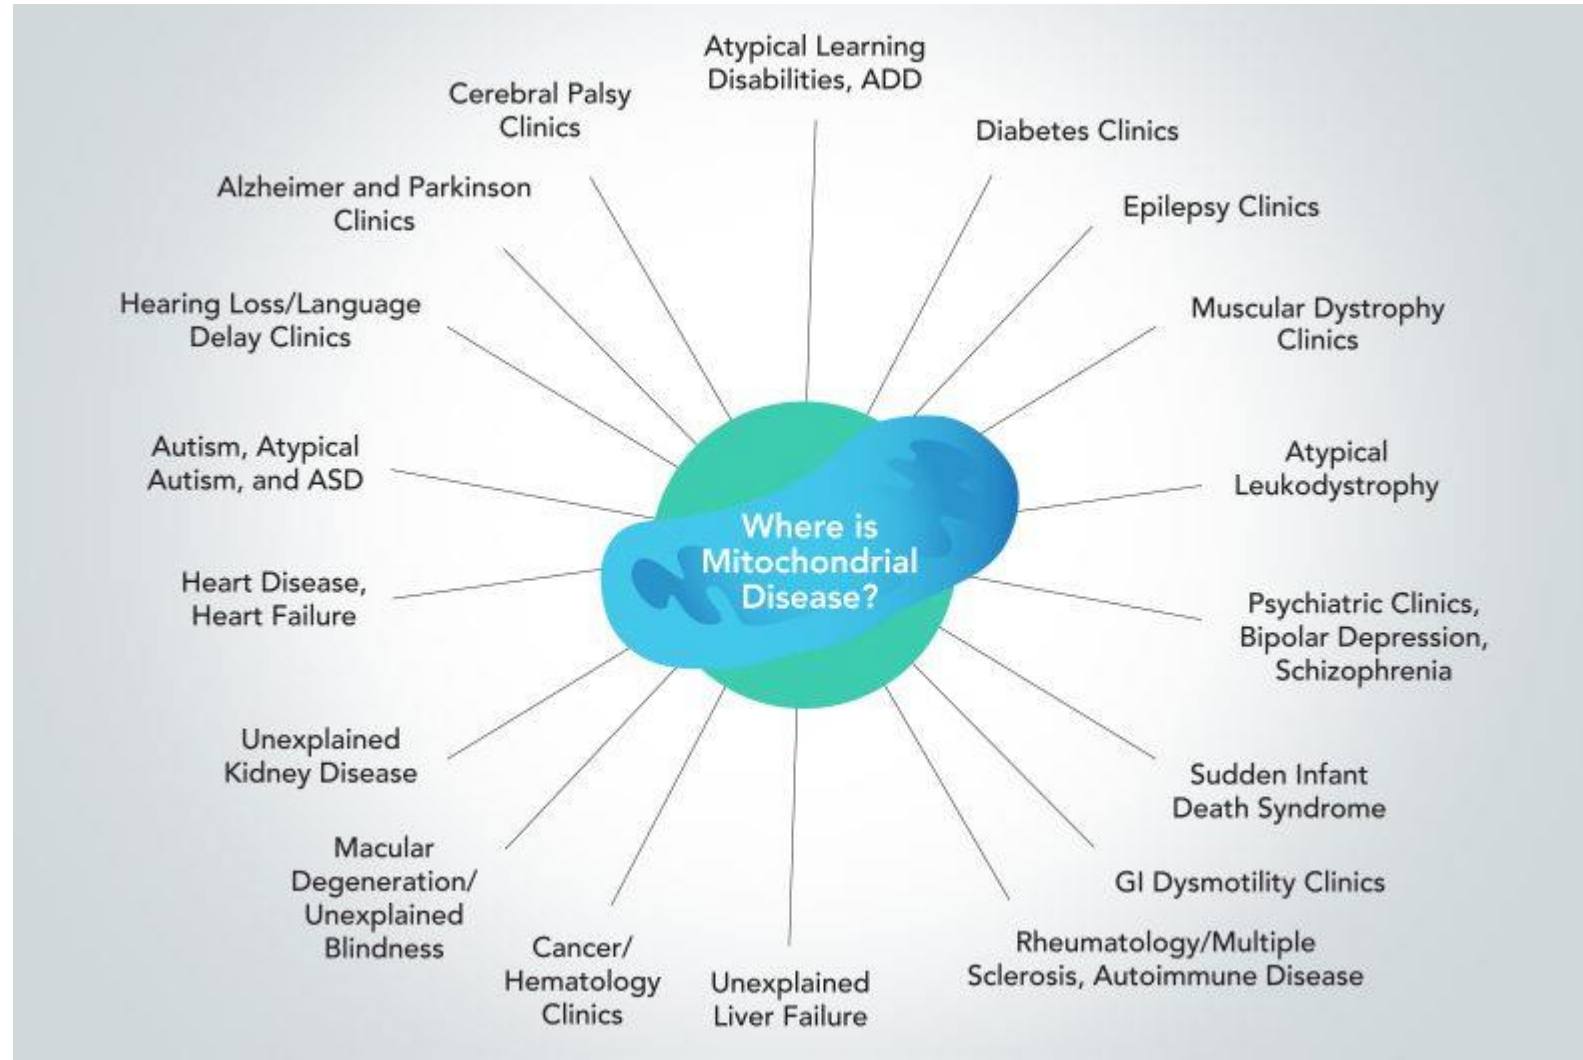 Atypical Learning
Disabilities, ADD
Diabetes Clinics
Epilepsy Clinics
Muscular Dystrophy
Clinics
Atypical
Leukodystrophy
Psychiatric Clinics,
Bipolar Depression,
Schizophrenia
Sudden Infant
Death Syndrome
GI Dysmotility Clinics
Rheumatology/Multiple
Sclerosis, Autoimmune Disease
Unexplained
Liver Failure
Cancer/
Hematology
Clinics
Macular
Degeneration/
Unexplained
Blindness
Unexplained
Kidney Disease
Heart Disease,
Heart Failure
Autism, Atypical
Autism, and ASD
Hearing Loss/Language
Delay Clinics
Alzheimer and Parkinson
Clinics
Cerebral Palsy
Clinics
Where is
Mitochondrial
Disease?